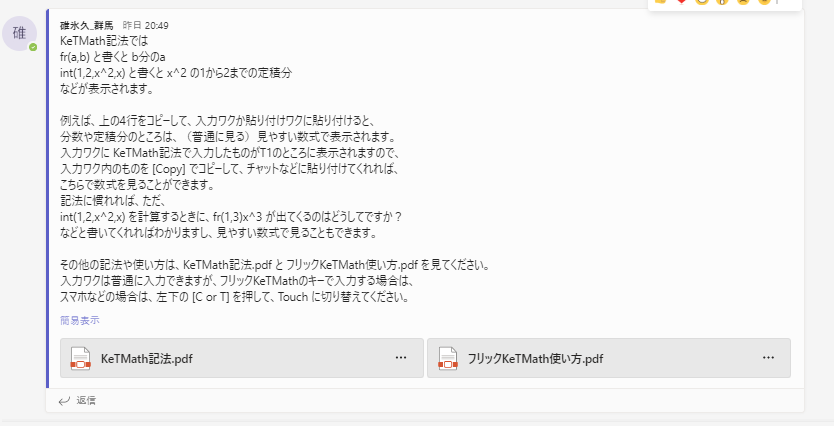 碓
碓氷久_群馬 昨日 20:49
KeTMath記法では
fr(a,b) と書くと b分のa
int(1,2,x^2,x) と書くと x^2 の1から2までの定積分
などが表示されます。
例えば、上の4行をコピーして、入力ワクか貼り付けワクに貼り付けると、
分数や定積分のところは、（普通に見る）見やすい数式で表示されます。
入力ワクに KeTMath記法で入力したものがT1のところに表示されますので、
入力ワク内のものを [Copy] でコピーして、チャットなどに貼り付けてくれれば、
こちらで数式を見ることができます。
記法に慣れれば、ただ、
int(1,2,x^2,x) を計算するときに、fr(1,3)x^3 が出てくるのはどうしてですか？
などと書いてくれればわかりますし、見やすい数式で見ることもできます。
その他の記法や使い方は、KeTMath記法.pdf と フリックKeTMath使い方.pdf を見てください。
入力ワクは普通に入力できますが、フリックKeTMathのキーで入力する場合は、
スマホなどの場合は、左下の [C or T] を押して、Touch に切り替えてください。
簡易表示
KeTMath記法.pdf ... フリックKeTMath使い方.pdf ...
返信